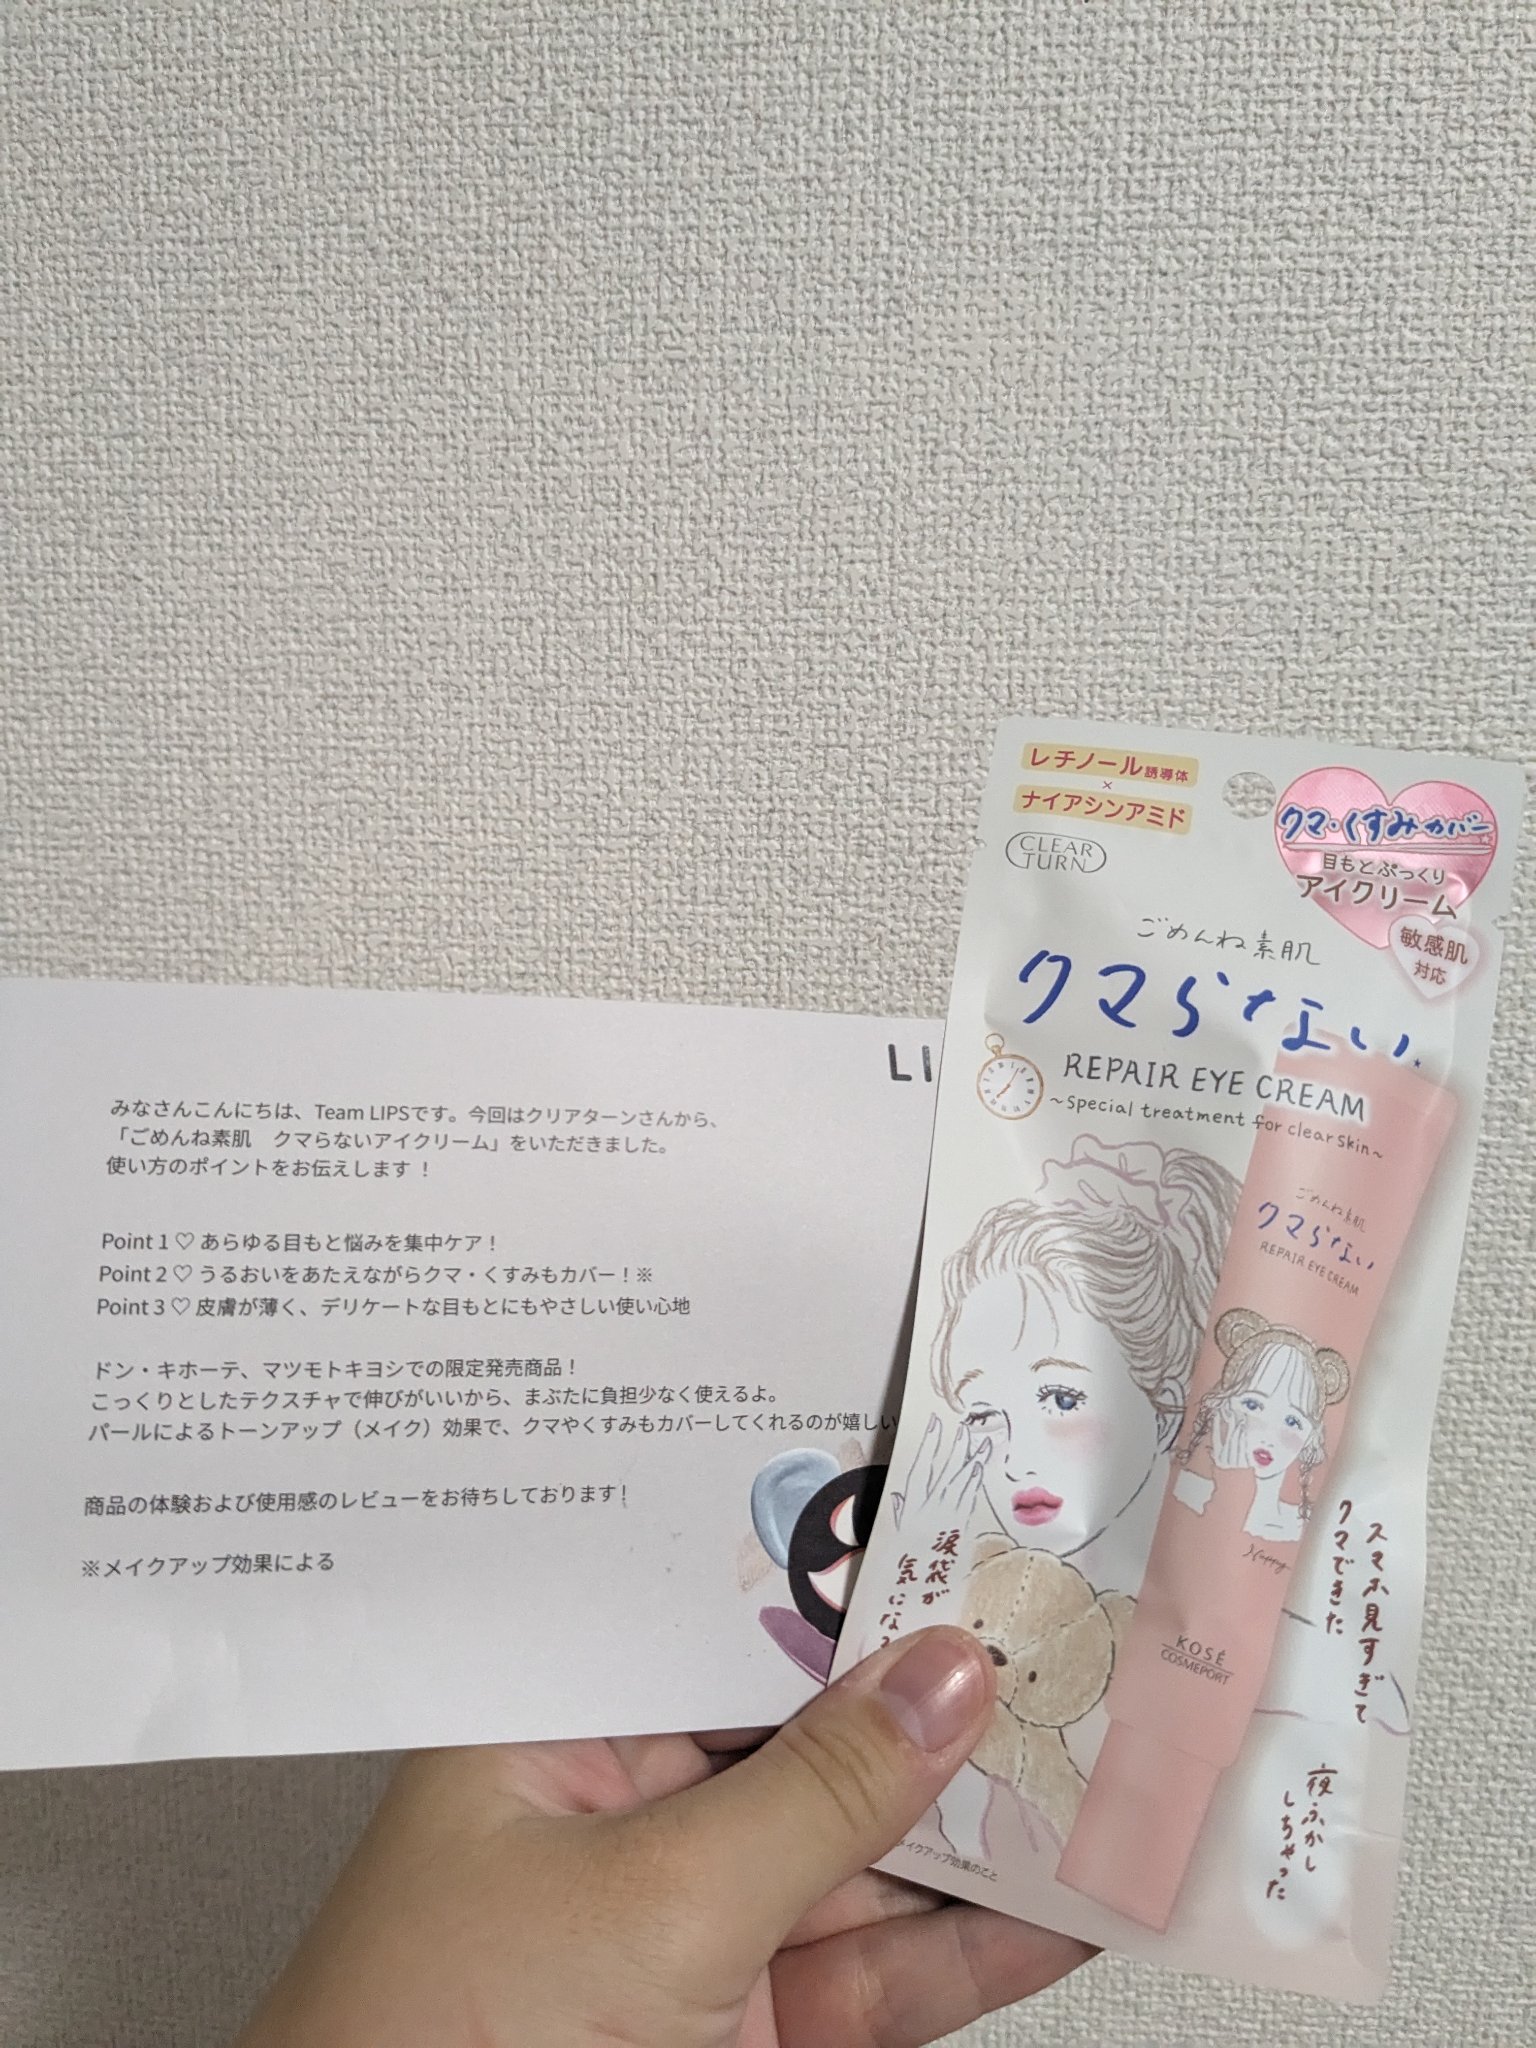 LI
みなさんこんにちは、Team LIPSです。今回はクリアターンさんから、
「ごめんね素肌　クマらないアイクリーム」をいただきました。
使い方のポイントをお伝えします！
Point 1 ♡ あらゆる目もと悩みを集中ケア！
Point 2 ♡ うるおいをあたえながらクマ・くすみもカバー！※
Point 3 ♡ 皮膚が薄く、デリケートな目もとにもやさしい使い心地
ドン・キホーテ、マツモトキヨシでの限定発売商品！
こっくりとしたテクスチャで伸びがいいから、まぶたに負担少なく使えるよ。
パールによるトーンアップ（メイク）効果で、クマやくすみもカバーしてくれるのが嬉しい
商品の体験および使用感のレビューをお待ちしております！
※メイクアップ効果による
レチノール誘導体
×
ナイアシンアミド
CLEAR
TURN
クマ・くすみカバー
目もとぷっくり
アイクリーム
敏感肌
対応
ごめんね素肌
クマらない
REPAIR EYE CREAM
~Special treatment for clear skin~
ごめんね素肌
クマらない
REPAIR EYE CREAM
Happy
KOSÉ
COSMEPORT
涙袋が
気になる
スマホ見すぎて
クマできた
夜ふかし
しちゃった
メイクアップ効果のこと